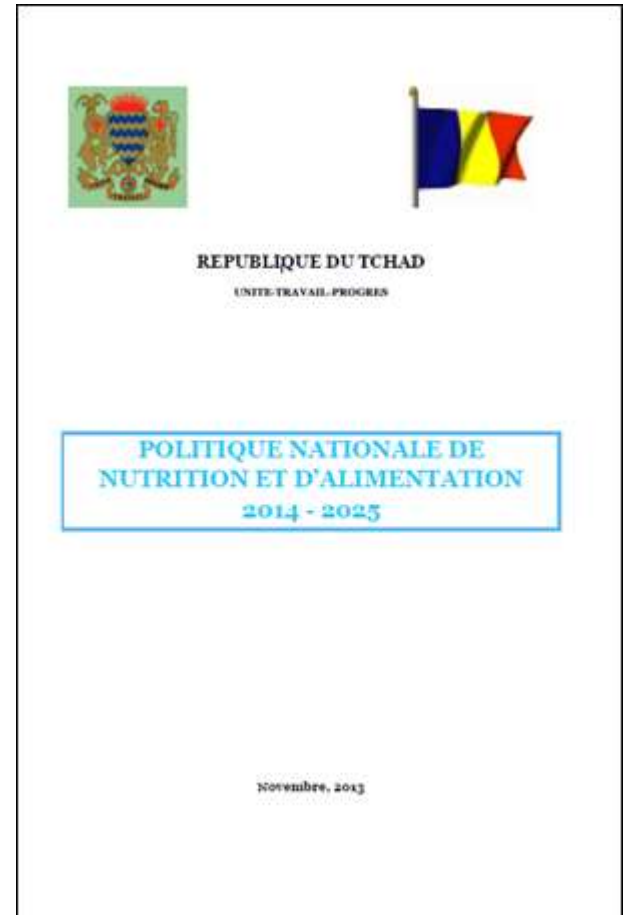 REPUBLIQUE DU TCHAD
UNITE-TRAVAIL-PROGRES
POLITIQUE NATIONALE DE
NUTRITION ET D'ALIMENTATION
2014 - 2025
Novembre, 2013